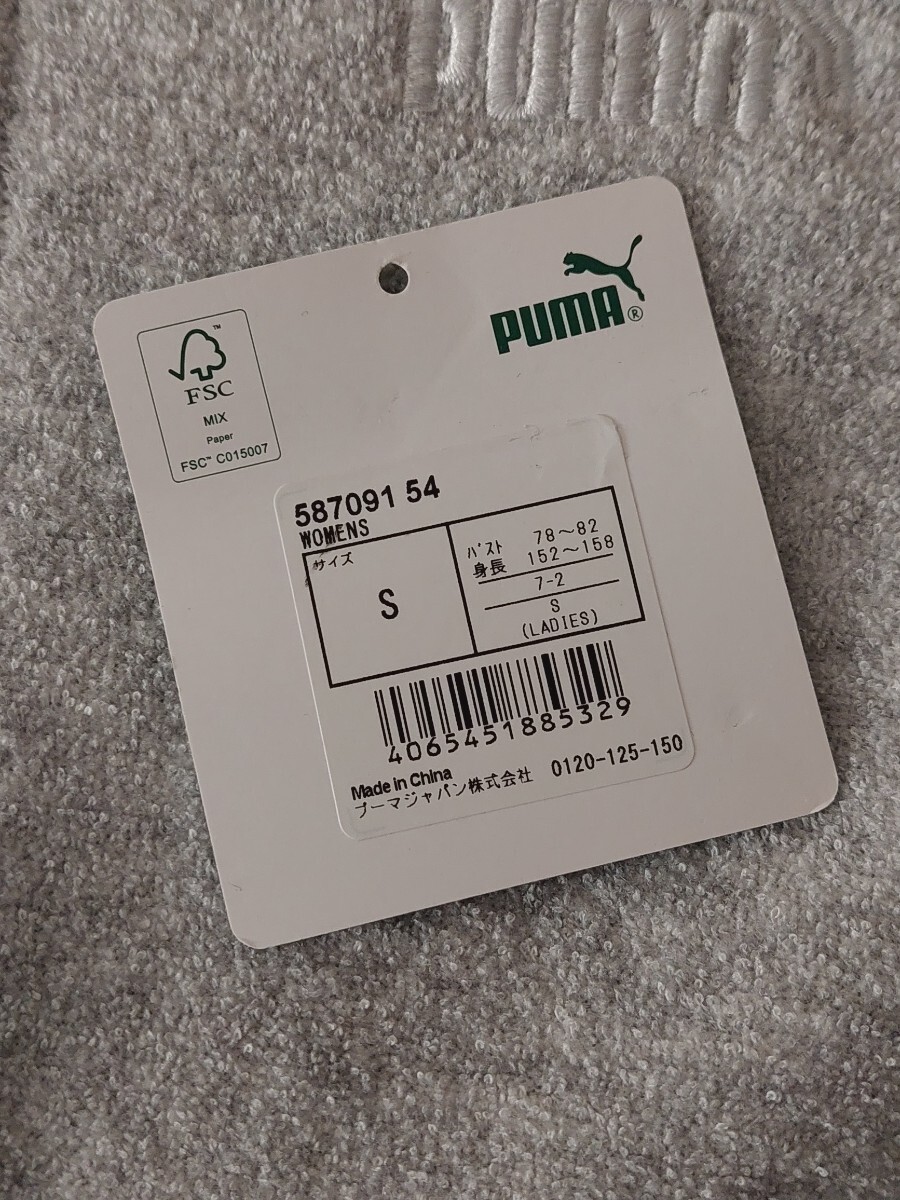 puma
PUMA®
FSC™
MIX
Paper
FSC™ C015007
587091 54
WOMENS
サイズ
S
バスト 78～82
身長 152～158
7-2
S
(LADIES)
4065451885329
Made in China
プーマジャパン株式会社 0120-125-150